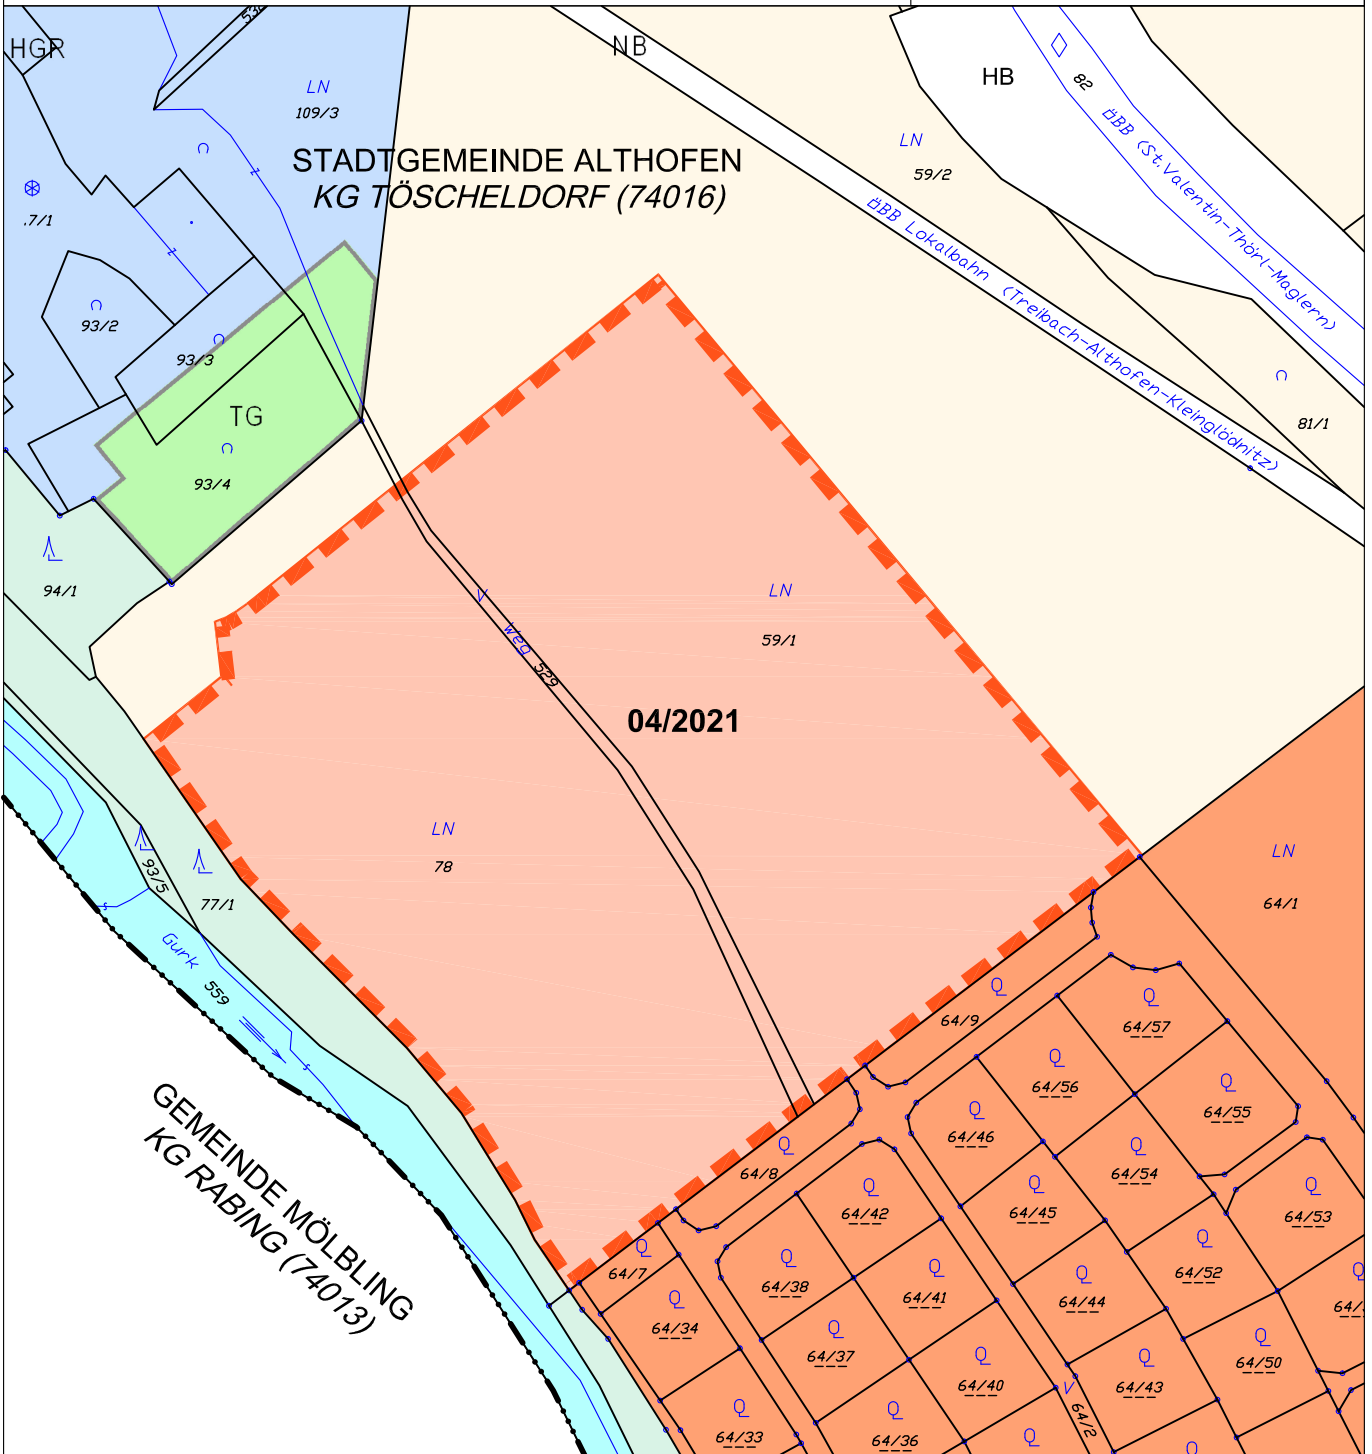 HGR
532
NB
HB
82
LN
109/3
STADTGEMEINDE ALTHOFEN
KG TÖSCHELDORF (74016)
LN
59/2
ÖBB (St.Valentin-Thörl-Maglern)
ÖBB Lokalbahn (Treibach-Althofen-Kleinglödnitz)
.7/1
93/2
93/3
TG
93/4
81/1
94/1
V
Weg
529
LN
59/1
04/2021
LN
78
LN
64/1
93/5
77/1
Gurk
559
GEMEINDE MÖLBLING
KG RABING (74013)
Q
64/9
Q
64/57
Q
64/56
Q
64/55
Q
64/46
Q
64/8
Q
64/54
Q
64/42
Q
64/45
Q
64/53
Q
64/7
Q
64/38
Q
64/41
Q
64/44
Q
64/52
Q
64/34
Q
64/37
Q
64/40
Q
64/43
Q
64/50
Q
V
64/2
Q
64/33
Q
64/36
Q
Q